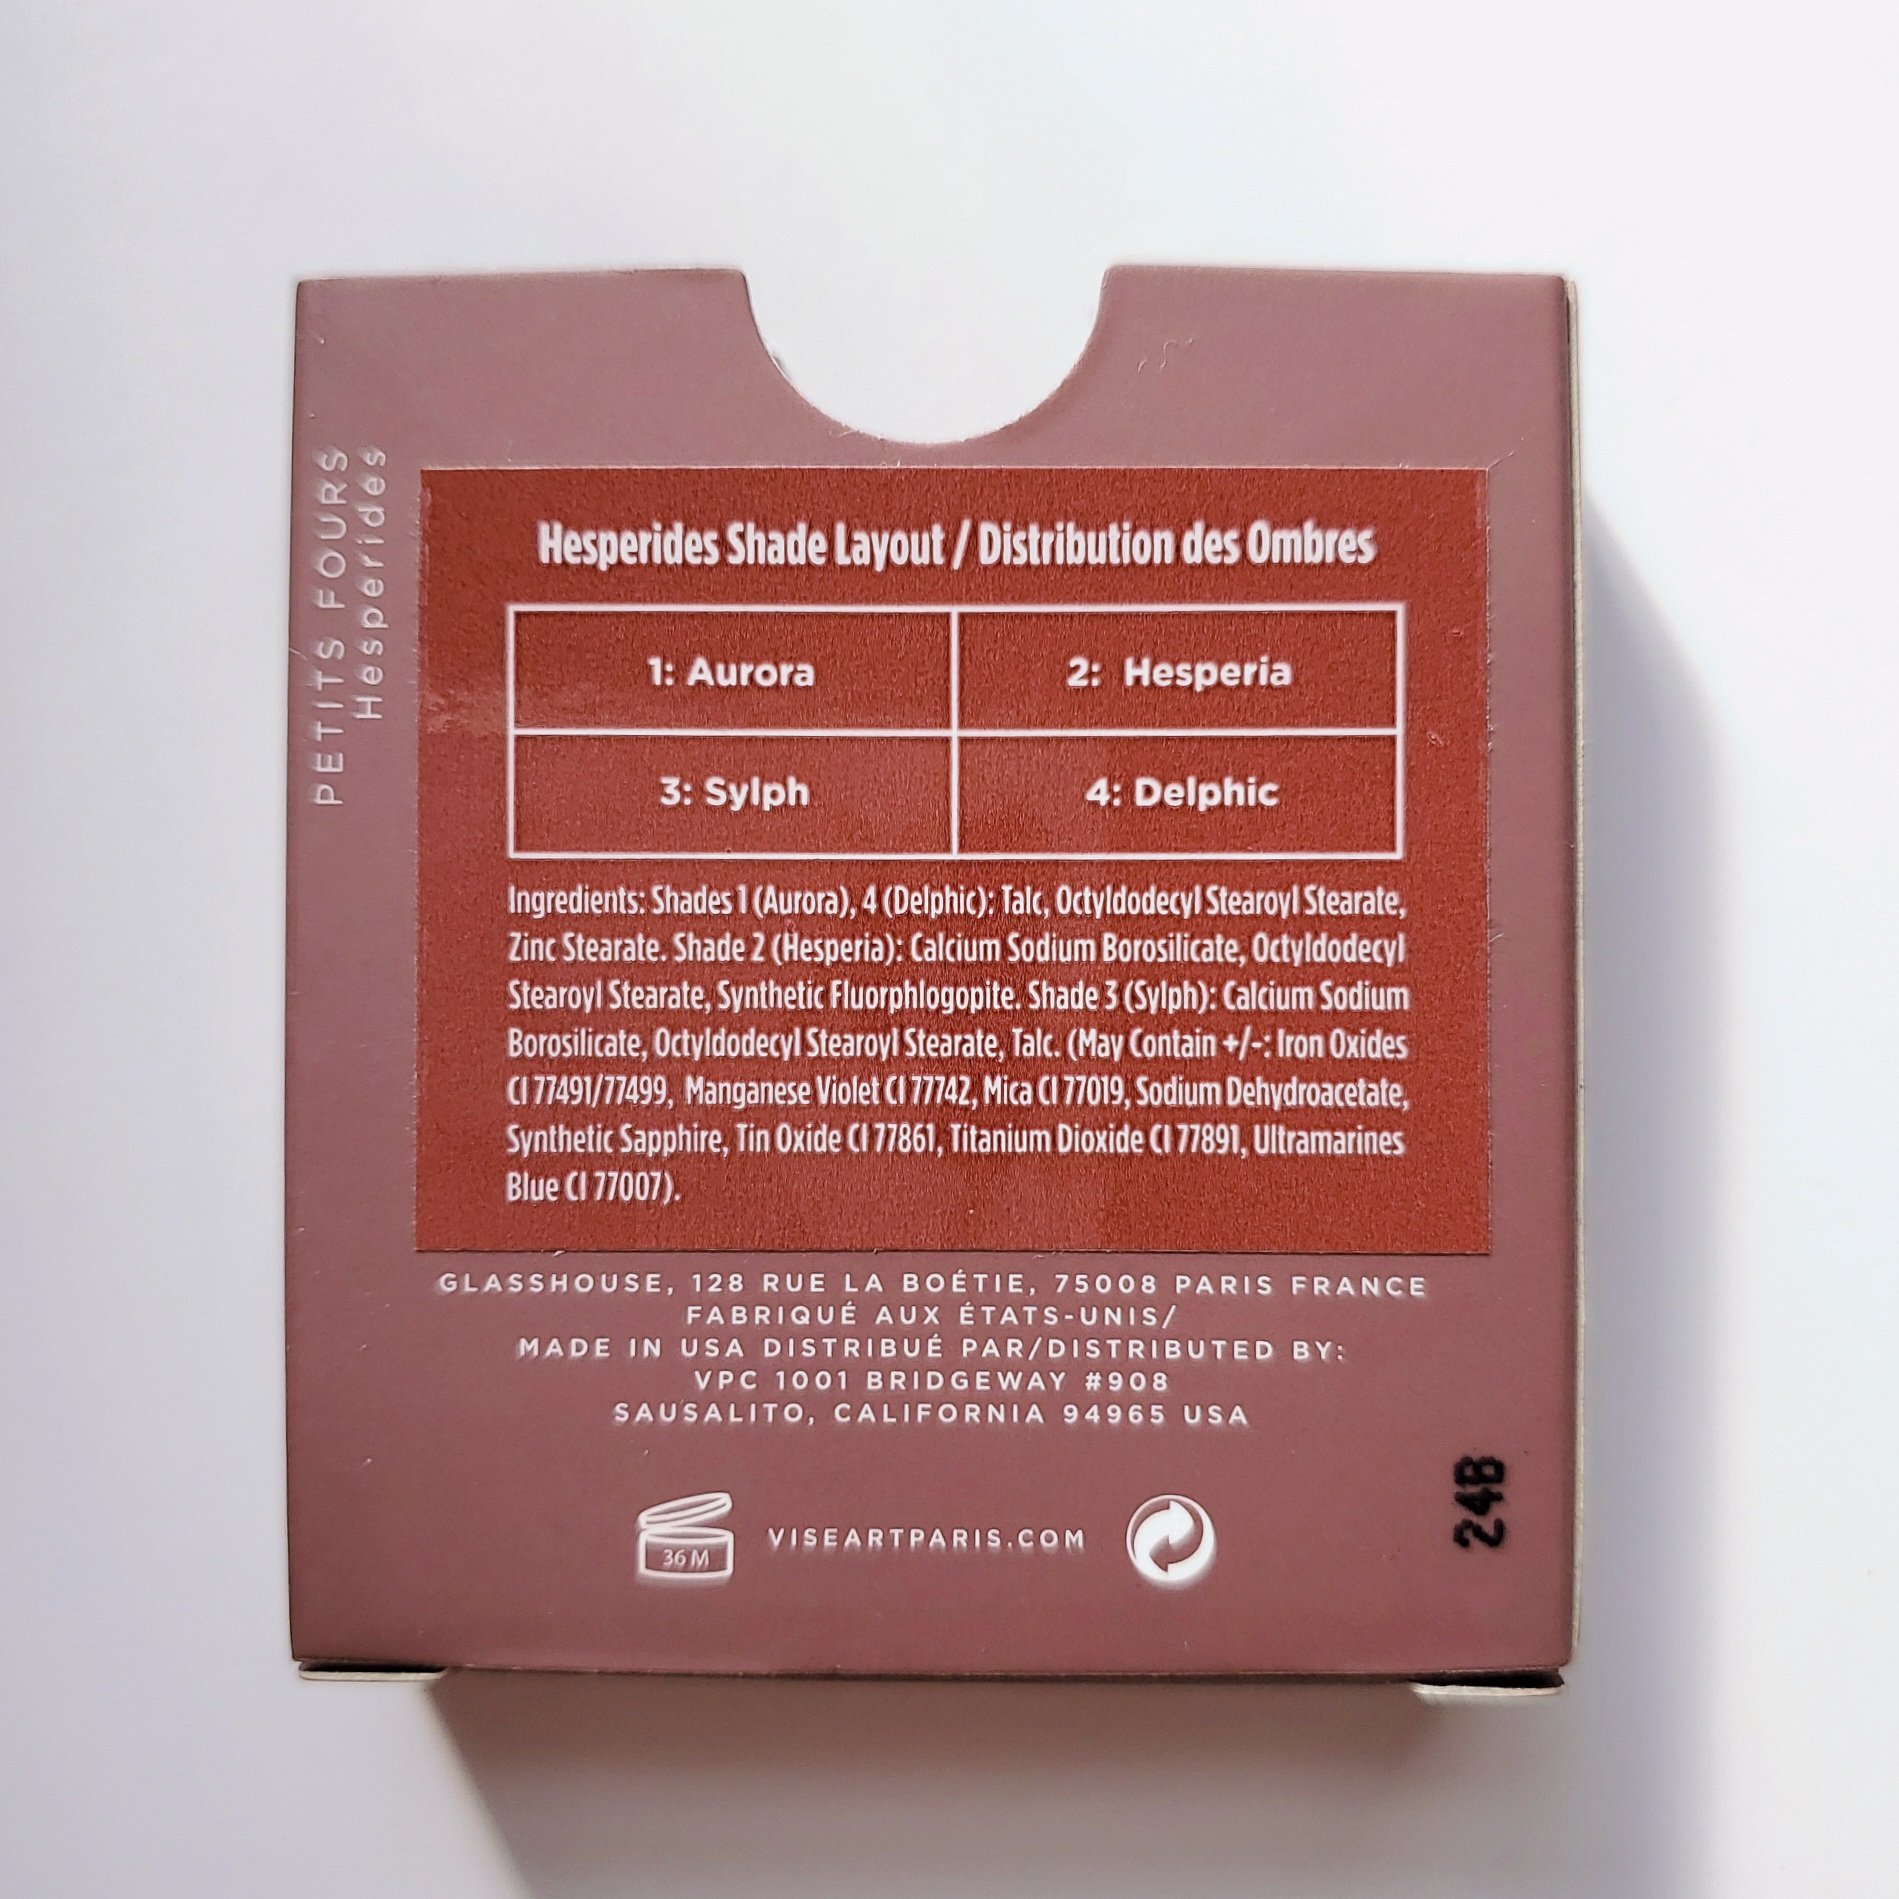 PETITS FOURS
Hesperides
Hesperides Shade Layout / Distribution des Ombres
1: Aurora
2: Hesperia
3: Sylph
4: Delphic
Ingredients: Shades 1 (Aurora), 4 (Delphic): Talc, Octyldodecyl Stearoyl Stearate,
Zinc Stearate. Shade 2 (Hesperia): Calcium Sodium Borosilicate, Octyldodecyl
Stearoyl Stearate, Synthetic Fluorphlogopite. Shade 3 (Sylph): Calcium Sodium
Borosilicate, Octyldodecyl Stearoyl Stearate, Talc. (May Contain +/-: Iron Oxides
CI 77491/77499, Manganese Violet CI 77742, Mica CI 77019, Sodium Dehydroacetate,
Synthetic Sapphire, Tin Oxide CI 77861, Titanium Dioxide CI 77891, Ultramarines
Blue CI 77007).
GLASSHOUSE, 128 RUE LA BOÉTIE, 75008 PARIS FRANCE
FABRIQUÉ AUX ÉTATS-UNIS/
MADE IN USA DISTRIBUÉ PAR/DISTRIBUTED BY:
VPC 1001 BRIDGEWAY #908
SAUSALITO, CALIFORNIA 94965 USA
36 M
VISEARTPARIS.COM
24B